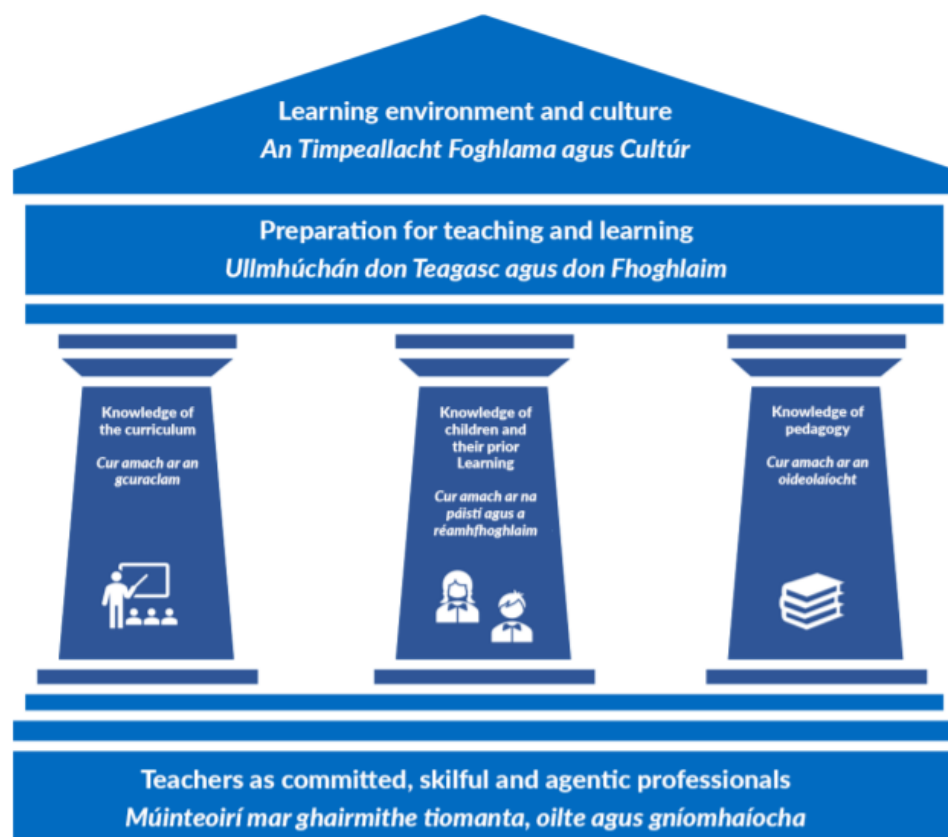 Learning environment and culture
An Timpeallacht Foghlama agus Cultúr
Preparation for teaching and learning
Ullmhúchán don Teagasc agus don Fhoghlaim
Knowledge of
the curriculum
Cur amach ar an
gcuraclam
Knowledge of
children and
their prior
Learning
Cur amach ar na
páistí agus a
réamhfhoghlaim
Knowledge of
pedagogy
Cur amach ar an
oideolaíocht
Teachers as committed, skilful and agentic professionals
Múinteoirí mar ghairmithe tiomanta, oilte agus gníomhaíocha